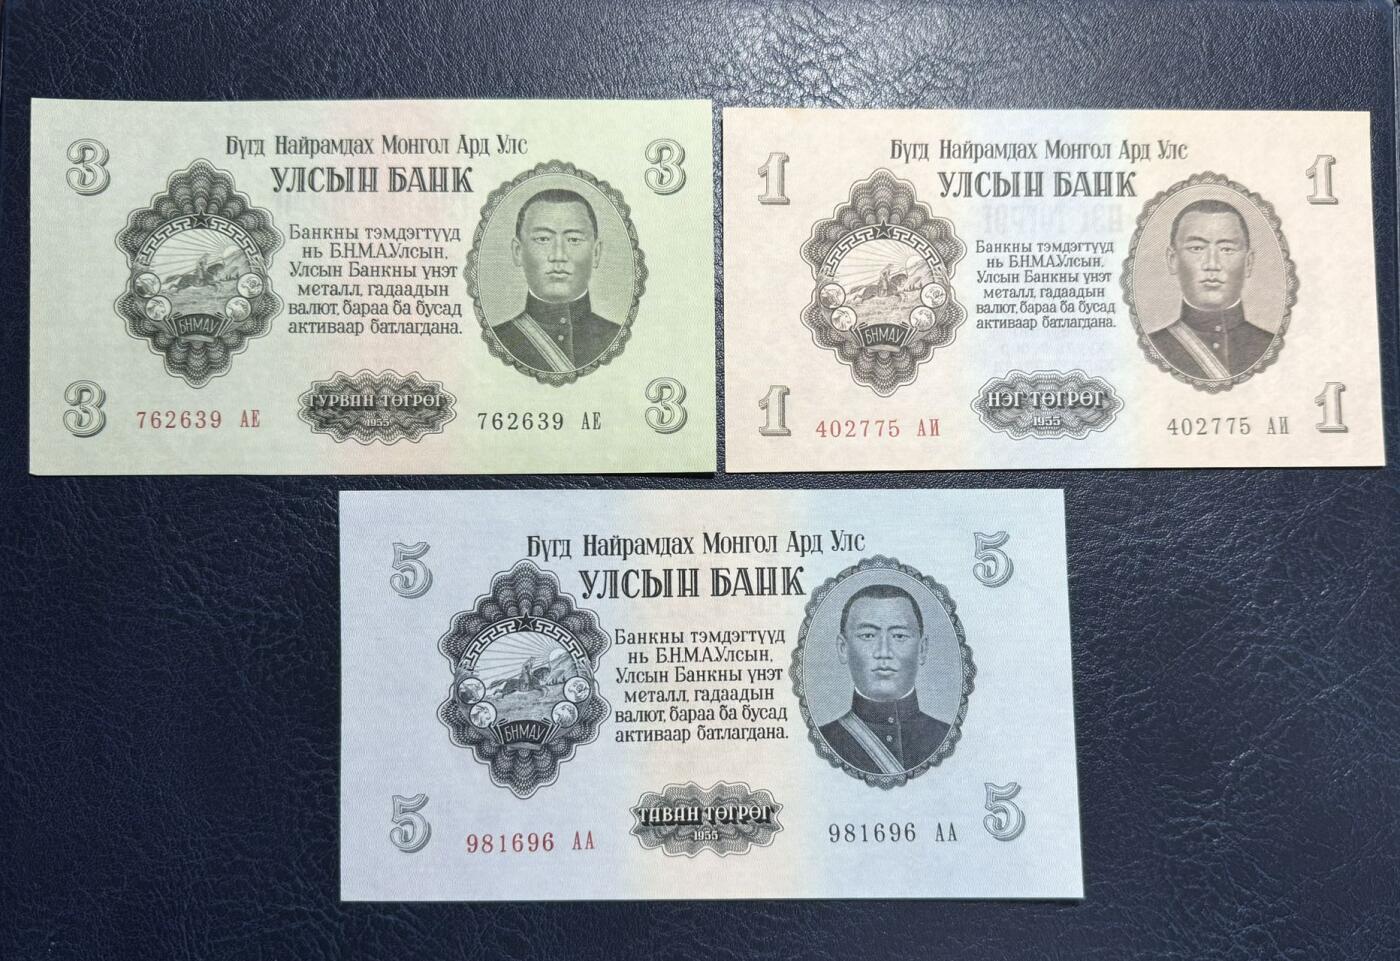 3
3
Бүгд Найрамдах Монгол Ард Улс
УЛСЫН БАНК
Банкны тэмдэгтүүд
нь Б.Н.М.А.Улсын,
Улсын Банкны үнэт
металл, гадаадын
валют, бараа ба бусад
активаар батлагдана.
БНМАУ
3
3
762639 АЕ
ГУРВАН ТӨГРӨГ
1955
762639 АЕ
1
1
Бүгд Найрамдах Монгол Ард Улс
УЛСЫН БАНК
Банкны тэмдэгтүүд
нь Б.Н.М.А.Улсын,
Улсын Банкны үнэт
металл, гадаадын
валют, бараа ба бусад
активаар батлагдана.
БНМАУ
1
1
402775 АИ
НЭГ ТӨГРӨГ
1955
402775 АИ
5
5
Бүгд Найрамдах Монгол Ард Улс
УЛСЫН БАНК
Банкны тэмдэгтүүд
нь Б.Н.М.А.Улсын,
Улсын Банкны үнэт
металл, гадаадын
валют, бараа ба бусад
активаар батлагдана.
БНМАУ
5
5
981696 АА
ТАВАН ТӨГРӨГ
1955
981696 АА